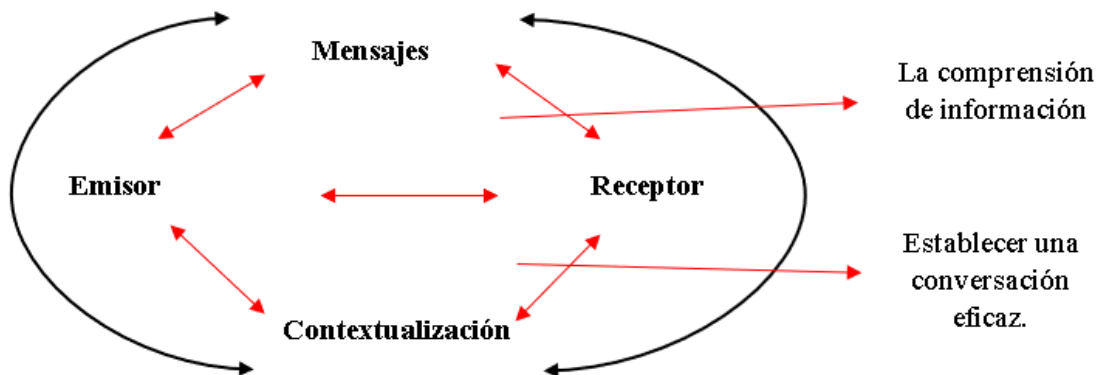 Mensajes
La comprensión
de información
Emisor
Receptor
Establecer una
conversación
eficaz.
Contextualización